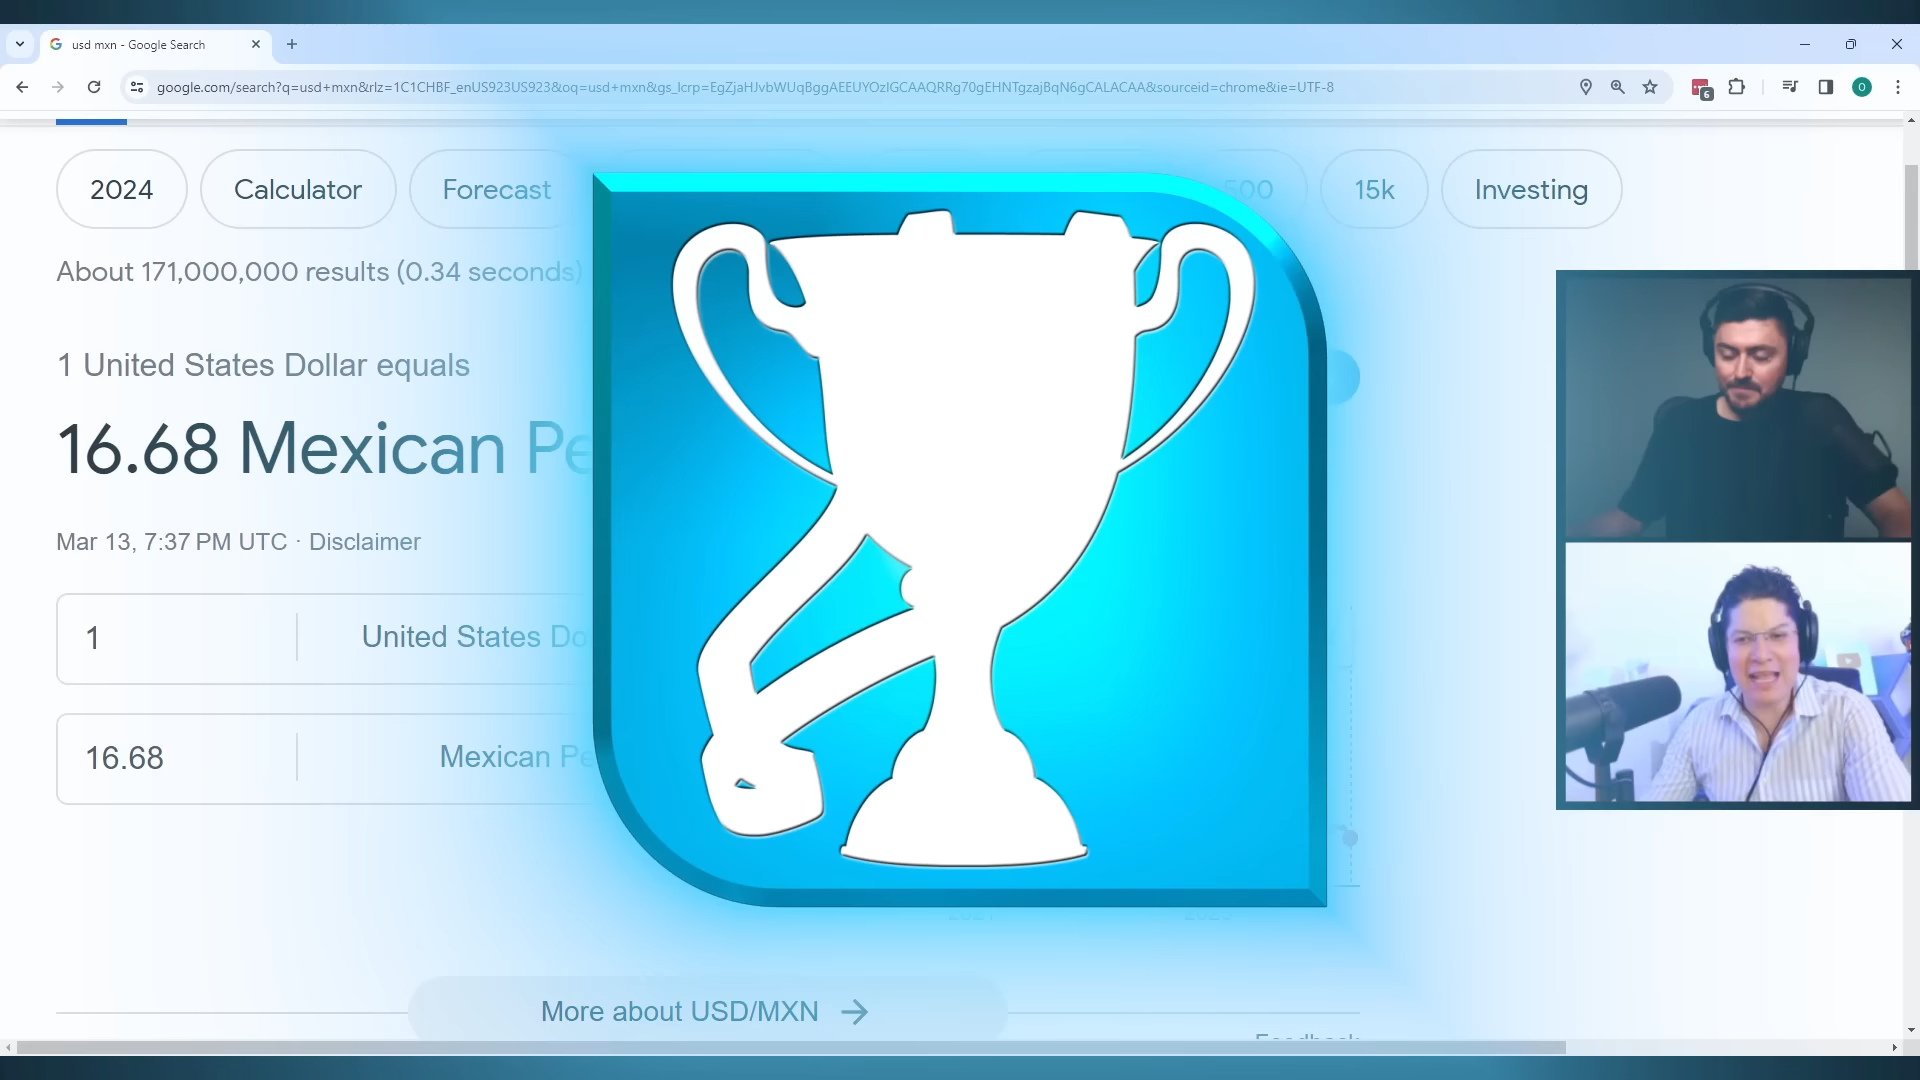 usd mxn - Google Search
google.com/search?q=usd+mxn&rlz=1C1CHBF_enUS923US923&oq=usd+mxn&gs_lcrp=EgZjaHJvbWUqBggAEEUYOzIGCAAQRRg70gEHNTgzajBqN6gCALACAA&sourceid=chrome&ie=UTF-8
6
O
2024 Calculator Forecast 500 15k Investing
About 171,000,000 results (0.34 seconds)
1 United States Dollar equals
16.68 Mexican Pe
Mar 13, 7:37 PM UTC · Disclaimer
1 United States Do
16.68 Mexican Pe
More about USD/MXN
Feedback